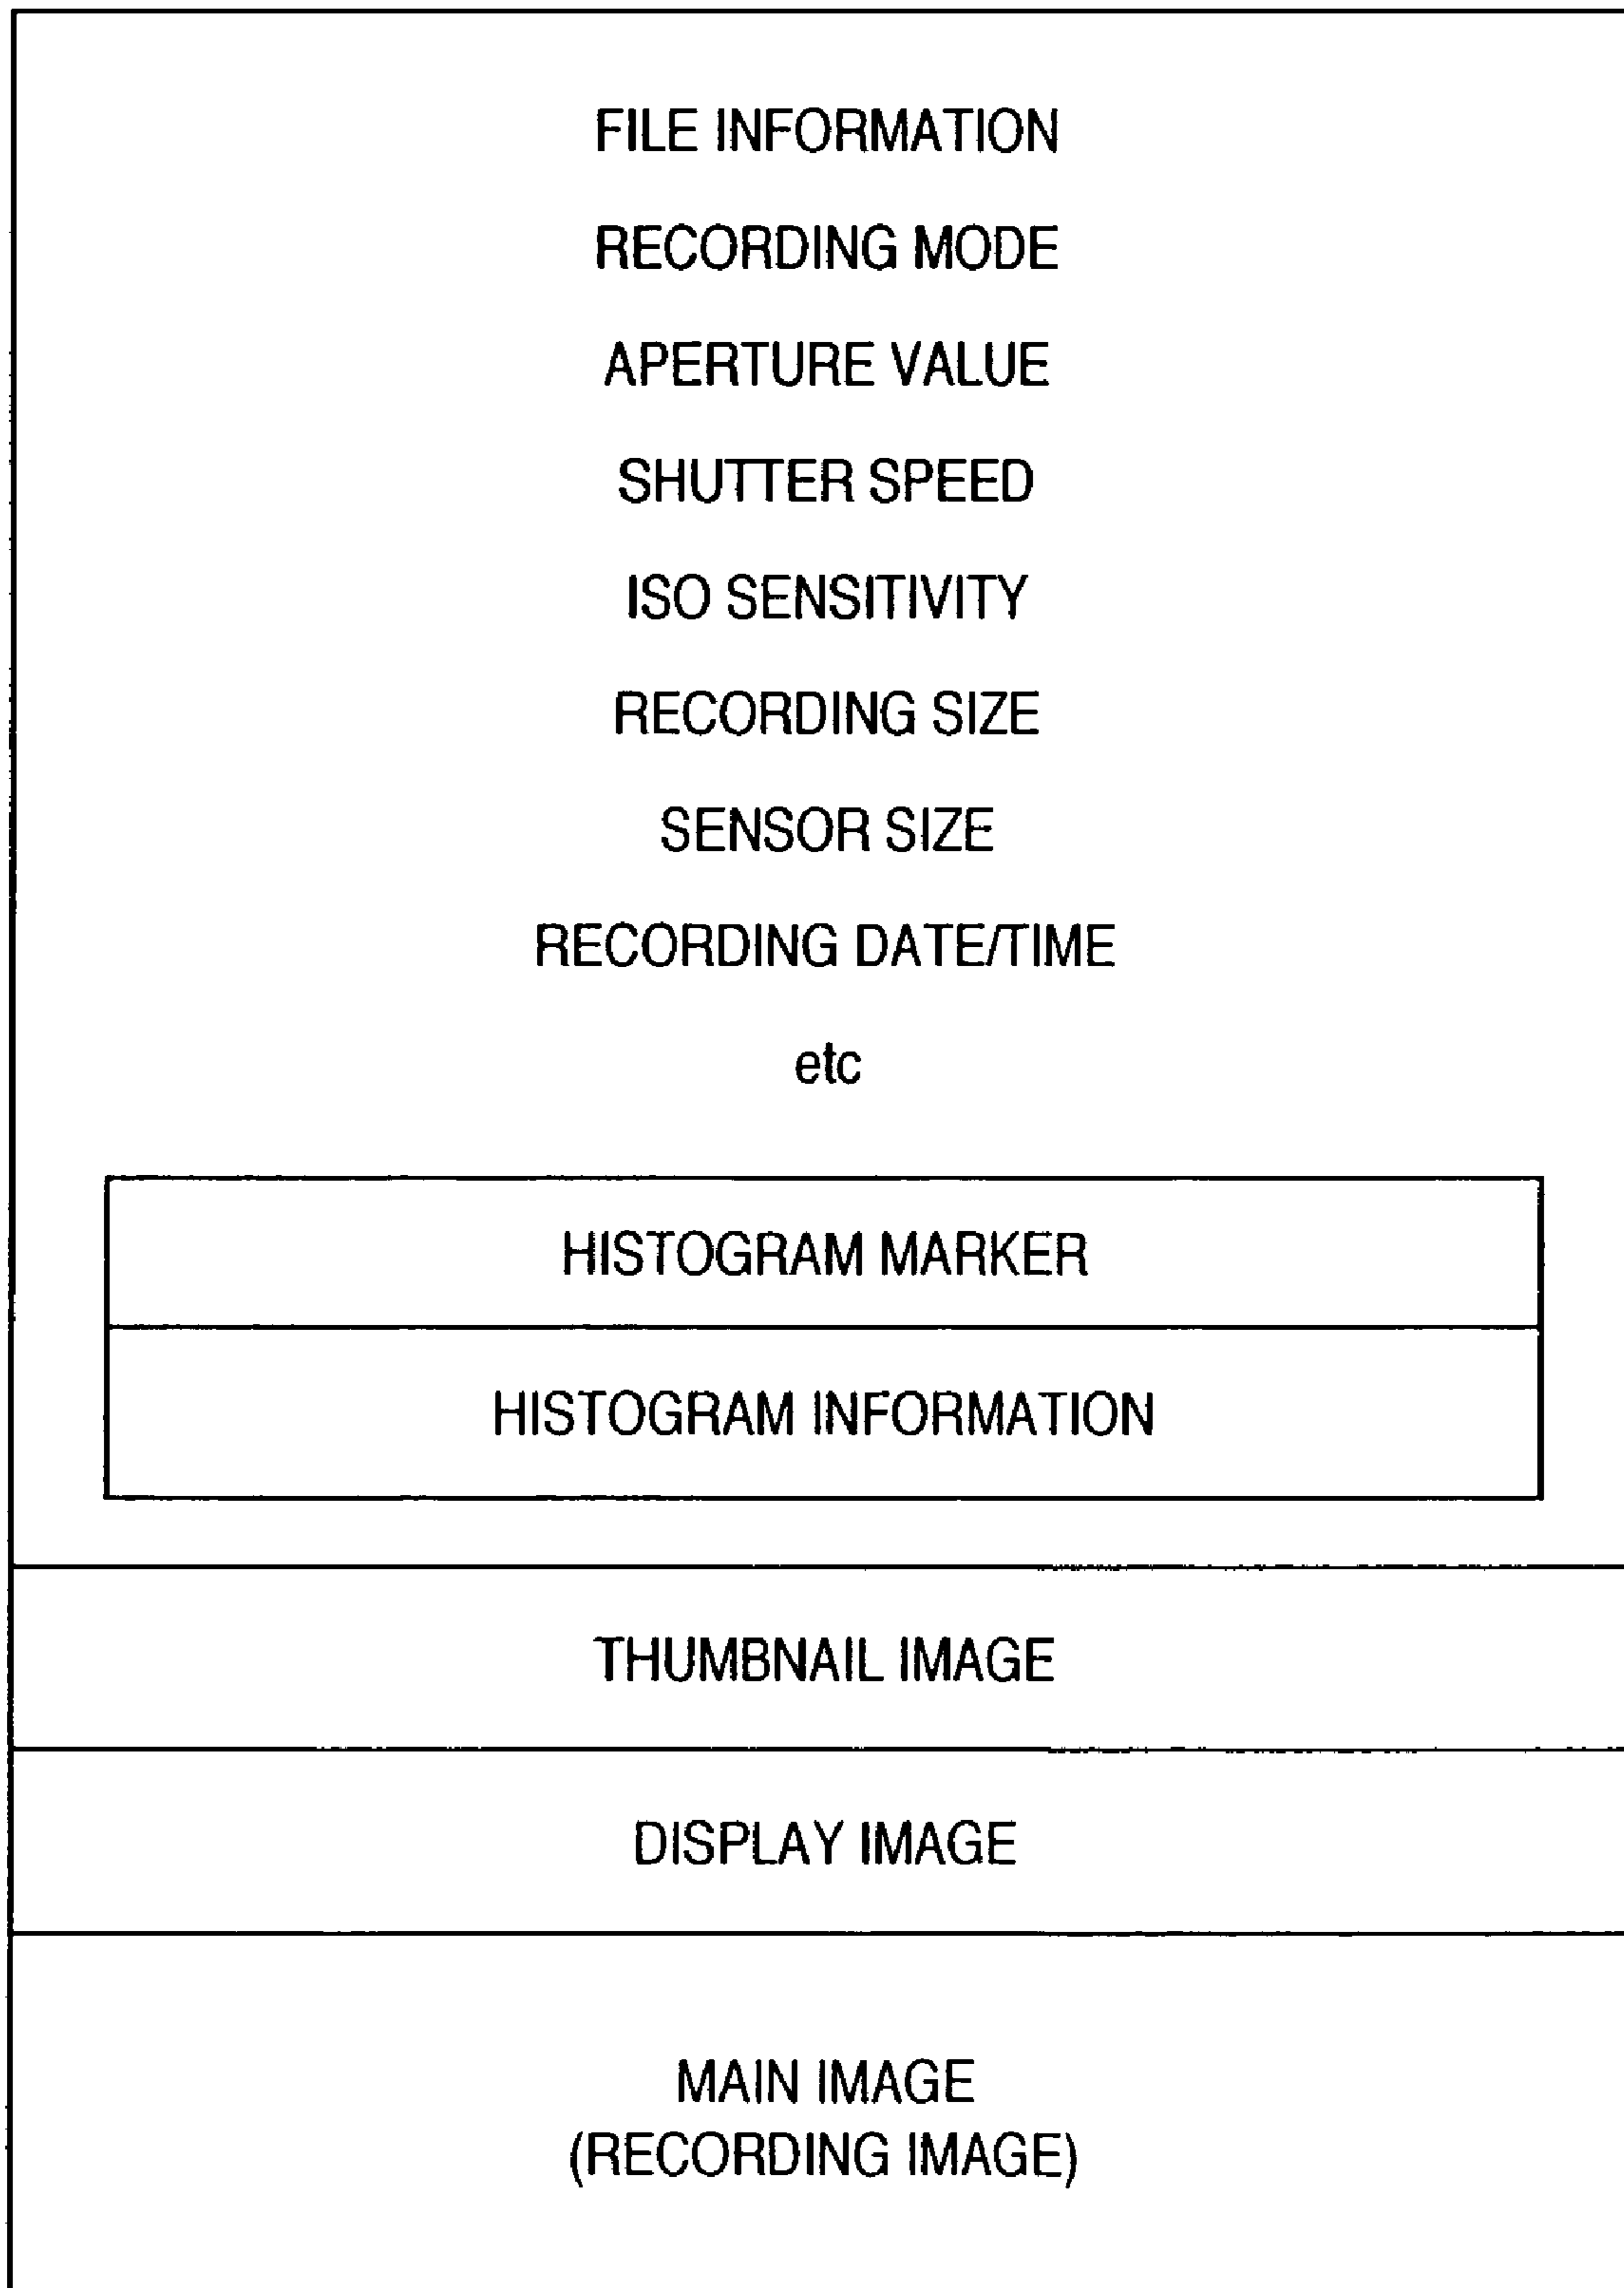 FILE INFORMATION
RECORDING MODE
APERTURE VALUE
SHUTTER SPEED
ISO SENSITIVITY
RECORDING SIZE
SENSOR SIZE
RECORDING DATE/TIME
etc
HISTOGRAM MARKER
HISTOGRAM INFORMATION
THUMBNAIL IMAGE
DISPLAY IMAGE
MAIN IMAGE
(RECORDING IMAGE)